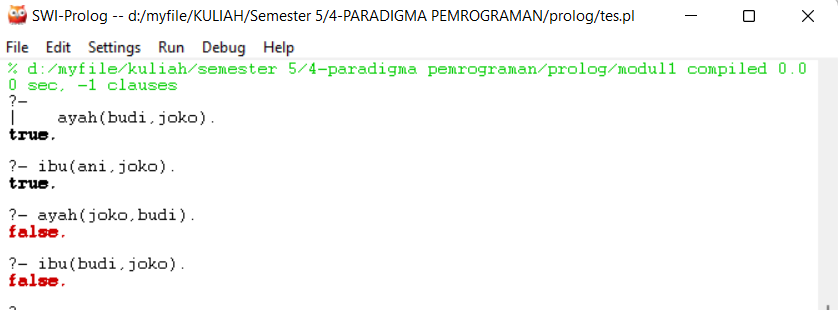 SWI-Prolog -- d:/myfile/KULIAH/Semester 5/4-PARADIGMA PEMROGRAMAN/prolog/tes.pl
File Edit Settings Run Debug Help
% d:/myfile/kuliah/semester 5/4-paradigma pemrograman/prolog/modul1 compiled 0.0
0 sec, -1 clauses
?-
|    ayah(budi,joko).
true.
?- ibu(ani,joko).
true.
?- ayah(joko,budi).
false.
?- ibu(budi,joko).
false.